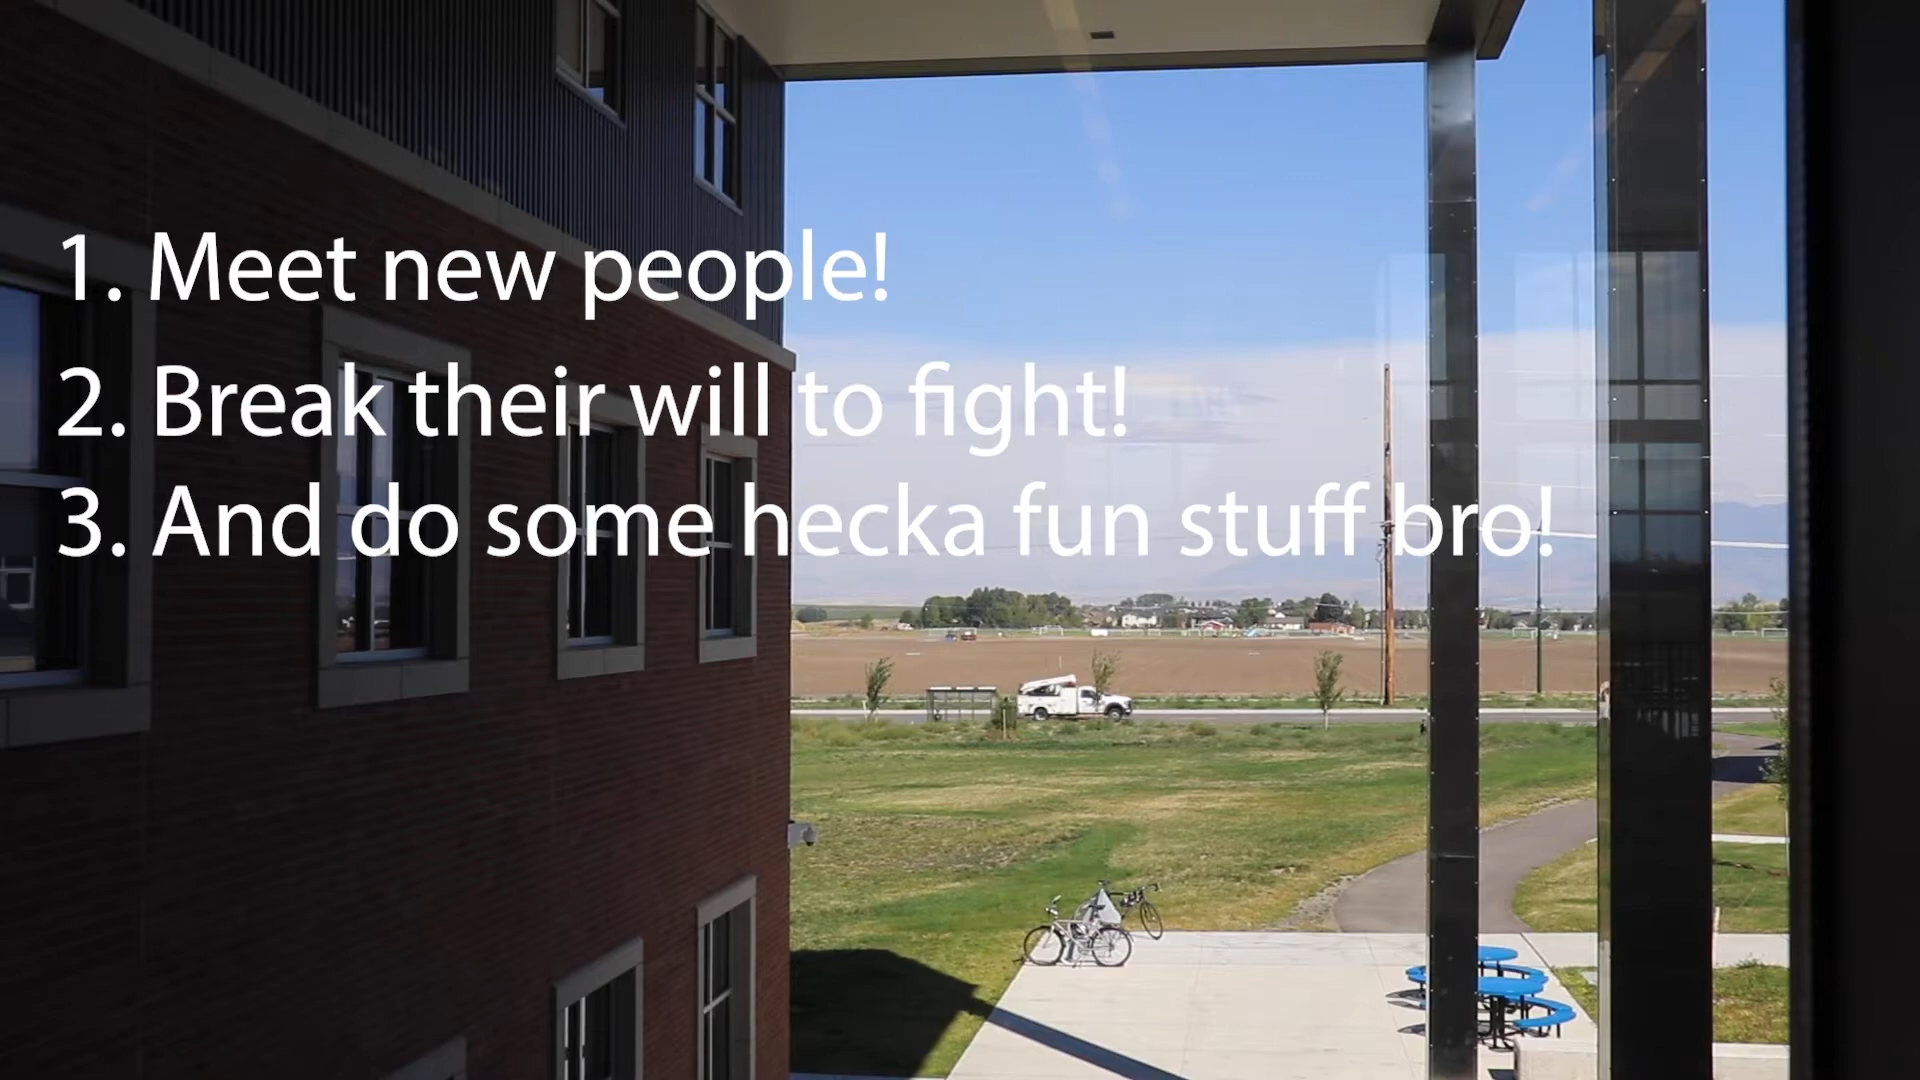 1. Meet new people!
2. Break their will to fight!
3. And do some hecka fun stuff bro!